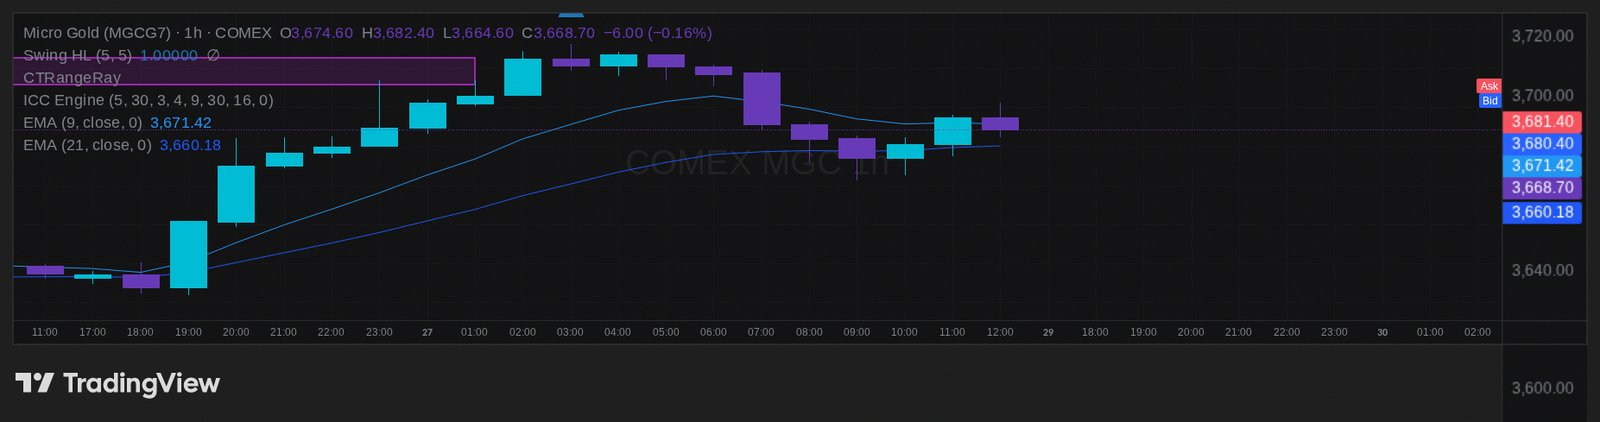 Micro Gold (MGCG7) · 1h · COMEX O3,674.60 H3,682.40 L3,664.60 C3,668.70 −6.00 (−0.16%)
Swing HL (5, 5) 1.00000 ∅
CTRangeRay
ICC Engine (5, 30, 3, 4, 9, 30, 16, 0)
EMA (9, close, 0) 3,671.42
EMA (21, close, 0) 3,660.18
COMEX MGC 1h
3,720.00
Ask
3,700.00
Bid
3,681.40
3,680.40
3,671.42
3,668.70
3,660.18
3,640.00
11:00 17:00 18:00 19:00 20:00 21:00 22:00 23:00 27 01:00 02:00 03:00 04:00 05:00 06:00 07:00 08:00 09:00 10:00 11:00 12:00 29 18:00 19:00 20:00 21:00 22:00 23:00 30 01:00 02:00
TradingView
3,600.00